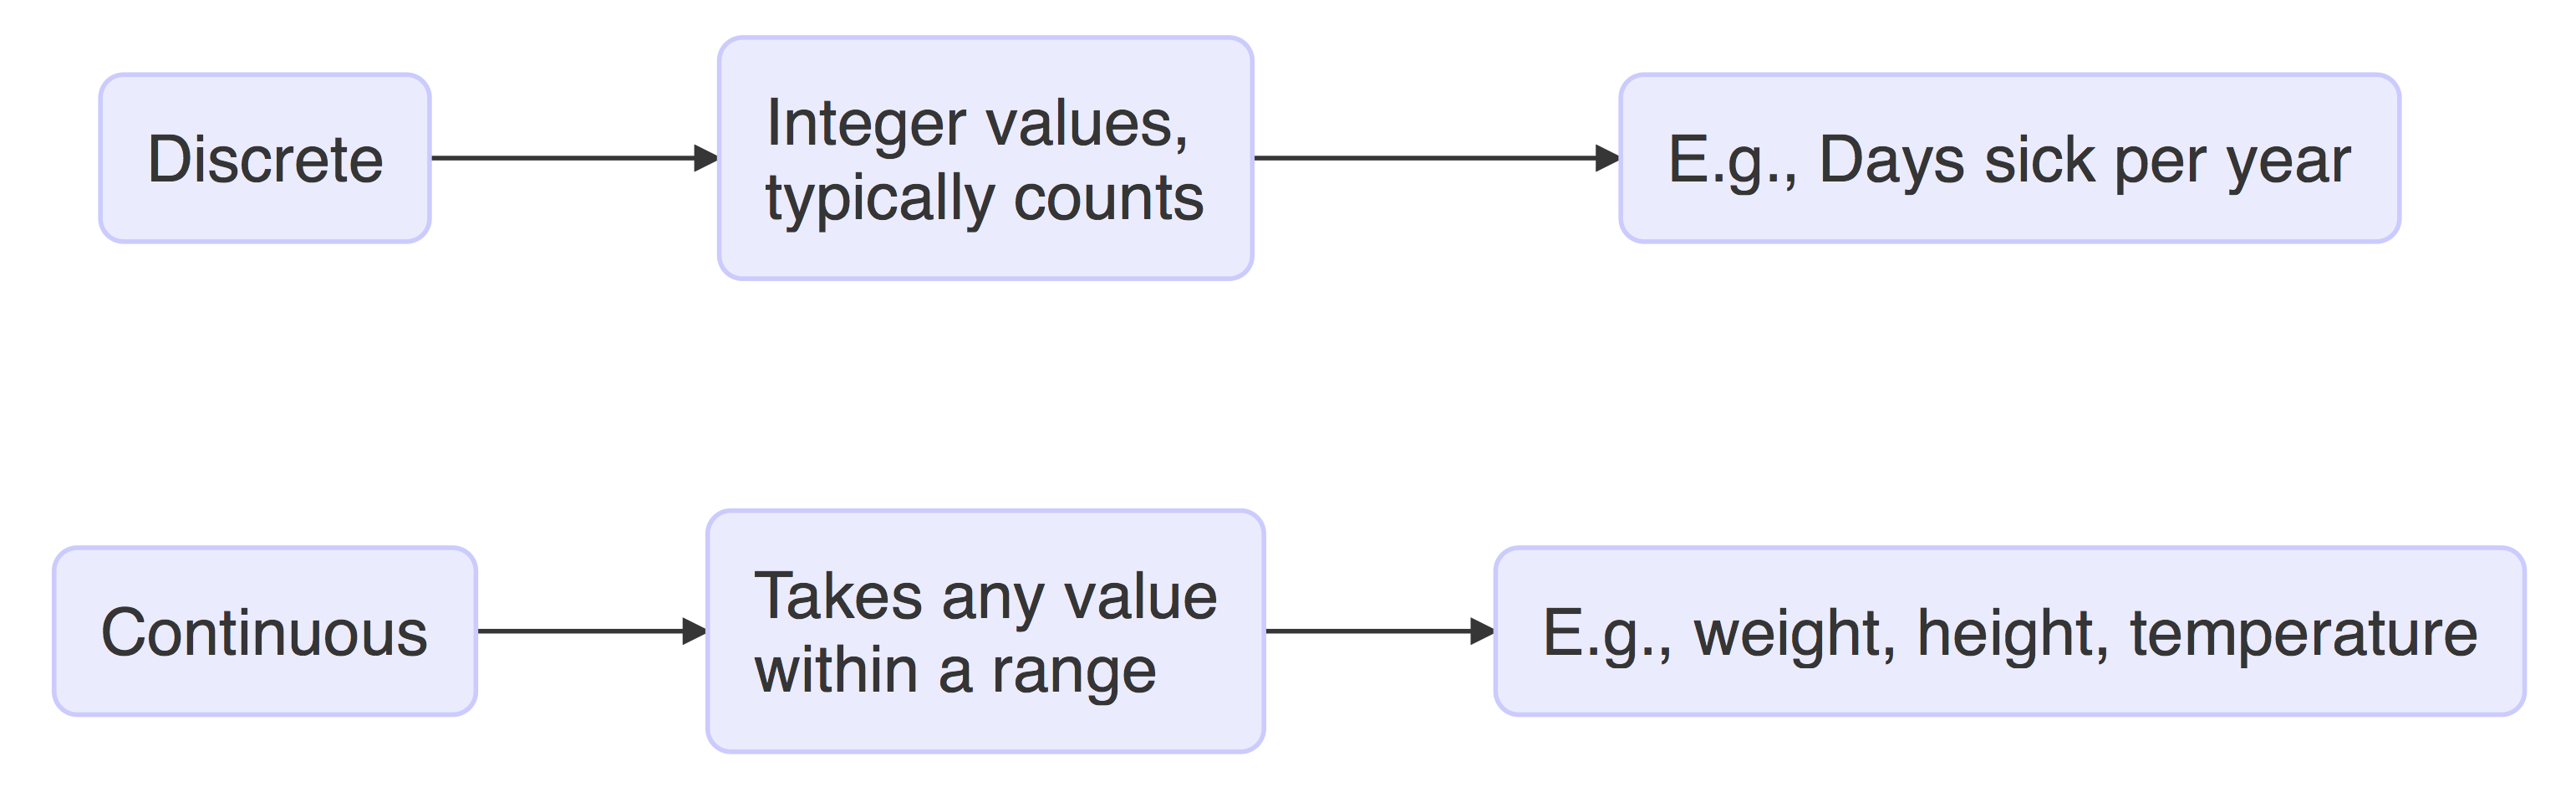 Discrete
Integer values,
typically counts
E.g., Days sick per year
Continuous
Takes any value
within a range
E.g., weight, height, temperature